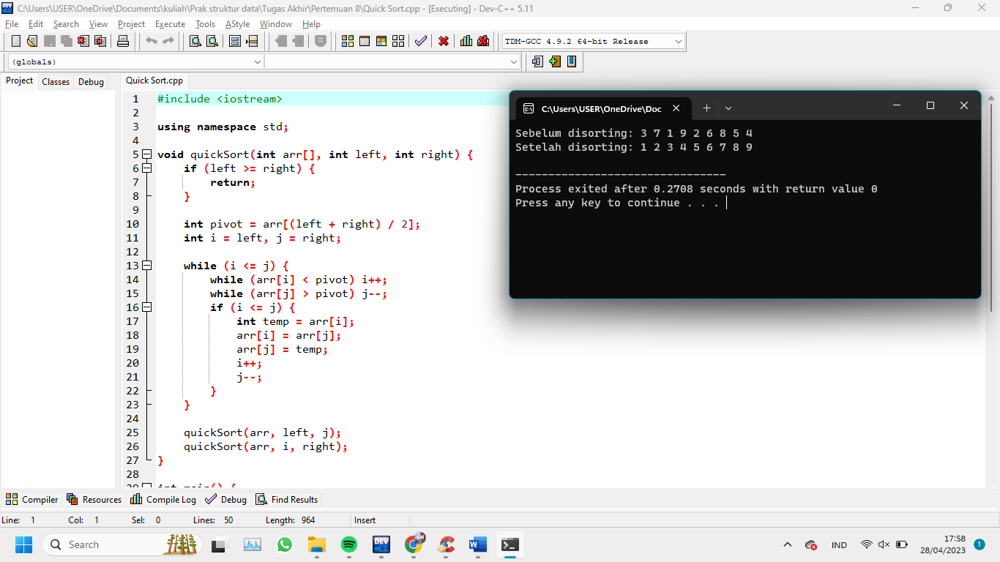 C:\Users\USER\OneDrive\Documents\kuliah\Prak struktur data\Tugas Akhir\Pertemuan 8\Quick Sort.cpp - [Executing] - Dev-C++ 5.11
File Edit Search View Project Execute Tools AStyle Window Help
TDM-GCC 4.9.2 64-bit Release
(globals)
Project Classes Debug
Quick Sort.cpp
1 #include <iostream>
2
3 using namespace std;
4
5 void quickSort(int arr[], int left, int right) {
6 if (left >= right) {
7 return;
8 }
9
10 int pivot = arr[(left + right) / 2];
11 int i = left, j = right;
12
13 while (i <= j) {
14 while (arr[i] < pivot) i++;
15 while (arr[j] > pivot) j--;
16 if (i <= j) {
17 int temp = arr[i];
18 arr[i] = arr[j];
19 arr[j] = temp;
20 i++;
21 j--;
22 }
23 }
24
25 quickSort(arr, left, j);
26 quickSort(arr, i, right);
27 }
28
29 int main() {
C:\Users\USER\OneDrive\Doc
Sebelum disorting: 3 7 1 9 2 6 8 5 4
Setelah disorting: 1 2 3 4 5 6 7 8 9
--------------------------------
Process exited after 0.2708 seconds with return value 0
Press any key to continue . . .
Compiler Resources Compile Log Debug Find Results
Line: 1 Col: 1 Sel: 0 Lines: 50 Length: 964 Insert
Search
DEV
IND
17:58
28/04/2023
1